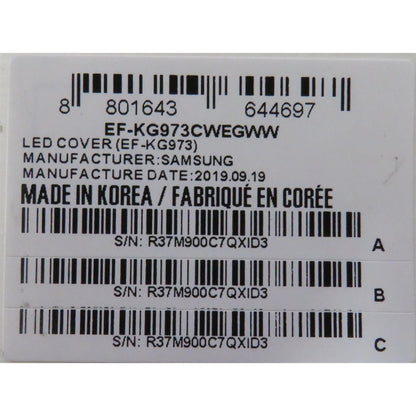 8 801643 644697
EF-KG973CWEGWW
LED COVER (EF-KG973)
MANUFACTURER:SAMSUNG
MANUFACTURE DATE:2019.09.19
MADE IN KOREA / FABRIQUÉ EN CORÉE
S/N: R37M900C7QXID3 A
S/N: R37M900C7QXID3 B
S/N: R37M900C7QXID3 C